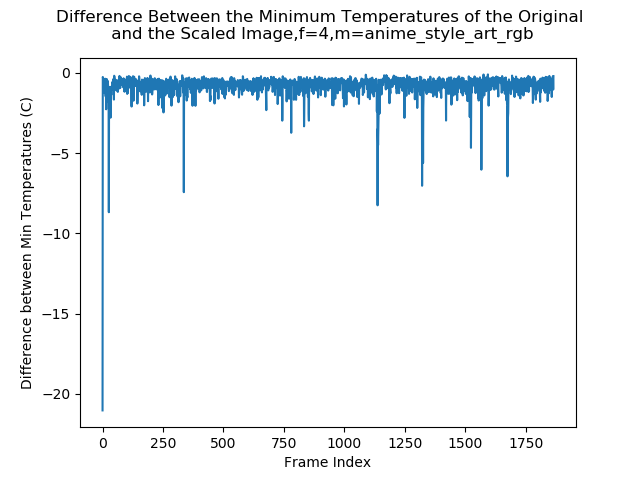 Difference Between the Minimum Temperatures of the Original
and the Scaled Image,f=4,m=anime_style_art_rgb
Difference between Min Temperatures (C)
0
−5
−10
−15
−20
0 250 500 750 1000 1250 1500 1750
Frame Index